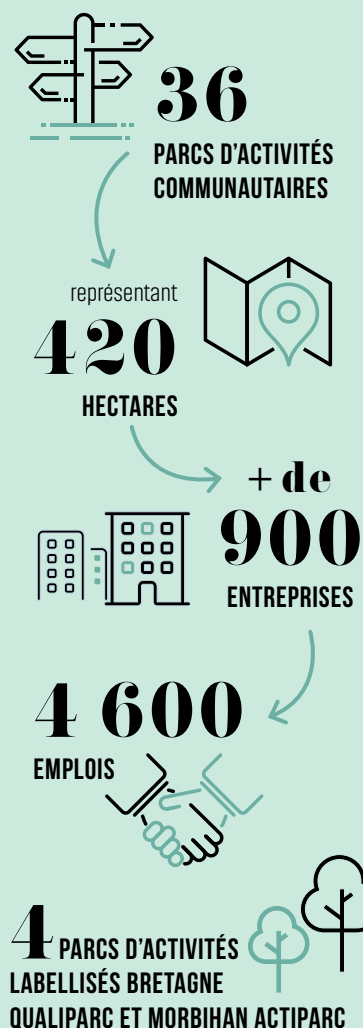 36
PARCS D'ACTIVITÉS
COMMUNAUTAIRES
représentant
420
HECTARES
+ de
900
ENTREPRISES
4 600
EMPLOIS
4 PARCS D'ACTIVITÉS
LABELLISÉS BRETAGNE
QUALIPARC ET MORBIHAN ACTIPARC